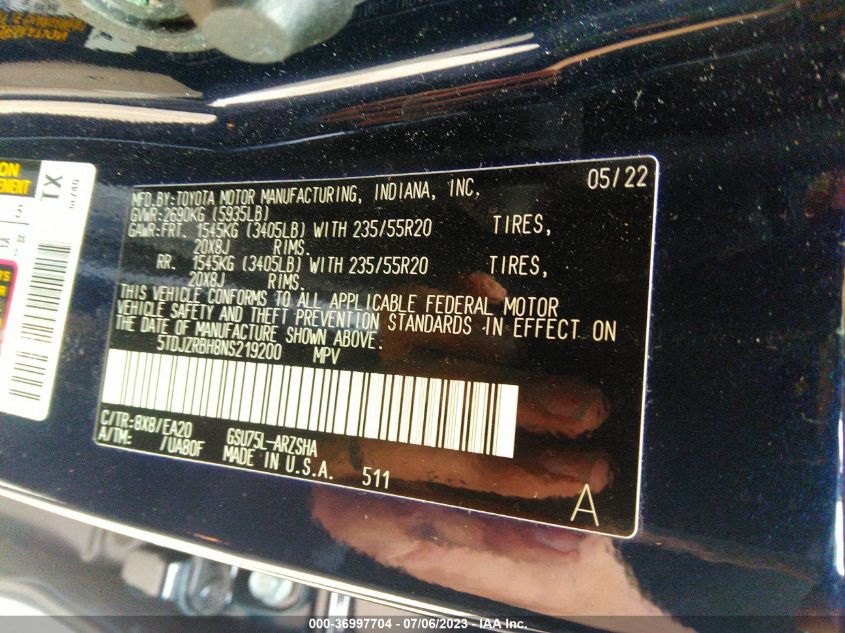 MFD.BY:TOYOTA MOTOR MANUFACTURING, INDIANA, INC. 05/22
GVWR:2690KG (5935LB)
GAWR:FRT. 1545KG (3405LB) WITH 235/55R20 TIRES,
20X8J RIMS.
RR. 1545KG (3405LB) WITH 235/55R20 TIRES,
20X8J RIMS.
THIS VEHICLE CONFORMS TO ALL APPLICABLE FEDERAL MOTOR
VEHICLE SAFETY AND THEFT PREVENTION STANDARDS IN EFFECT ON
THE DATE OF MANUFACTURE SHOWN ABOVE.
5TDJZRBH8NS219200 MPV
C/TR:8X8/EA20 GSU75L-ARZSHA
A/TM: /UA80F MADE IN U.S.A. 511
A
TX
000-36997704 - 07/06/2023 - IAA Inc.